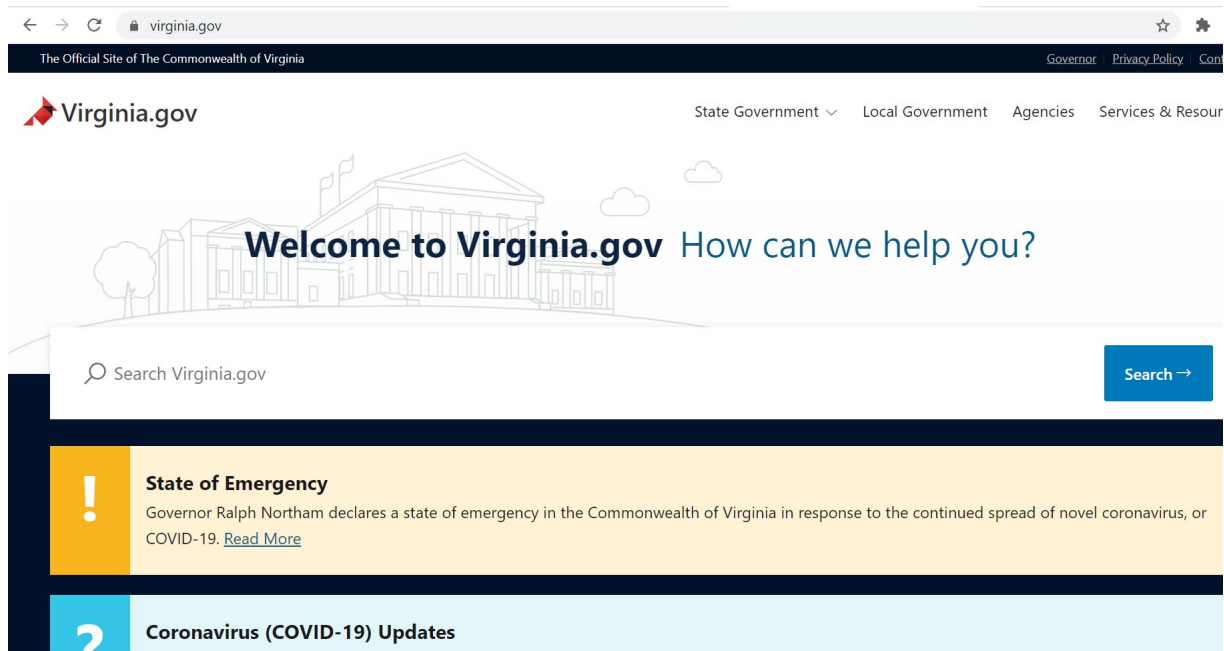 virginia.gov
The Official Site of The Commonwealth of Virginia
Governor Privacy Policy
Virginia.gov
State Government Local Government Agencies Services &
Welcome to Virginia.gov How can we help you?
Search Virginia.gov
Search →
!
State of Emergency
Governor Ralph Northam declares a state of emergency in the Commonwealth of Virginia in response to the continued spread of novel coronavirus, or
COVID-19. Read More
?
Coronavirus (COVID-19) Updates